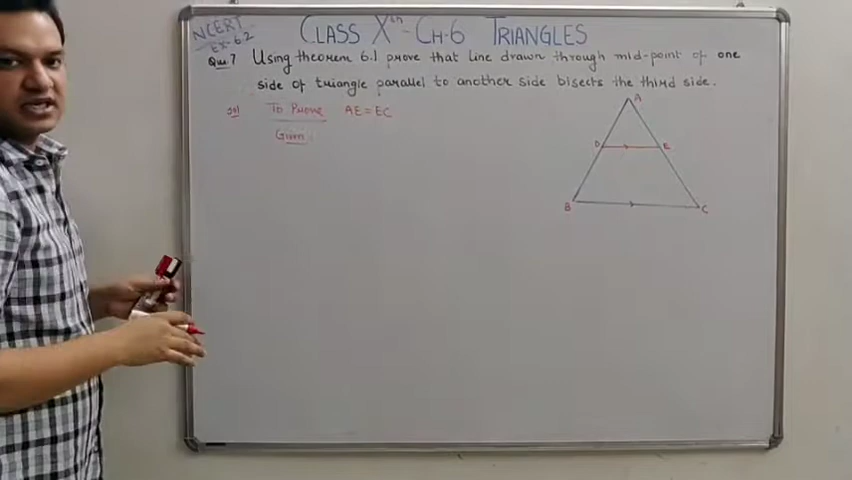 NCERT
Ex-6.2
CLASS Xth CH-6 TRIANGLES
Que.7 Using theorem 6.1 prove that line drawn through mid-point of one
side of triangle parallel to another side bisects the third side.
Sol To Prove AE = EC
Given :
A
D E
B C